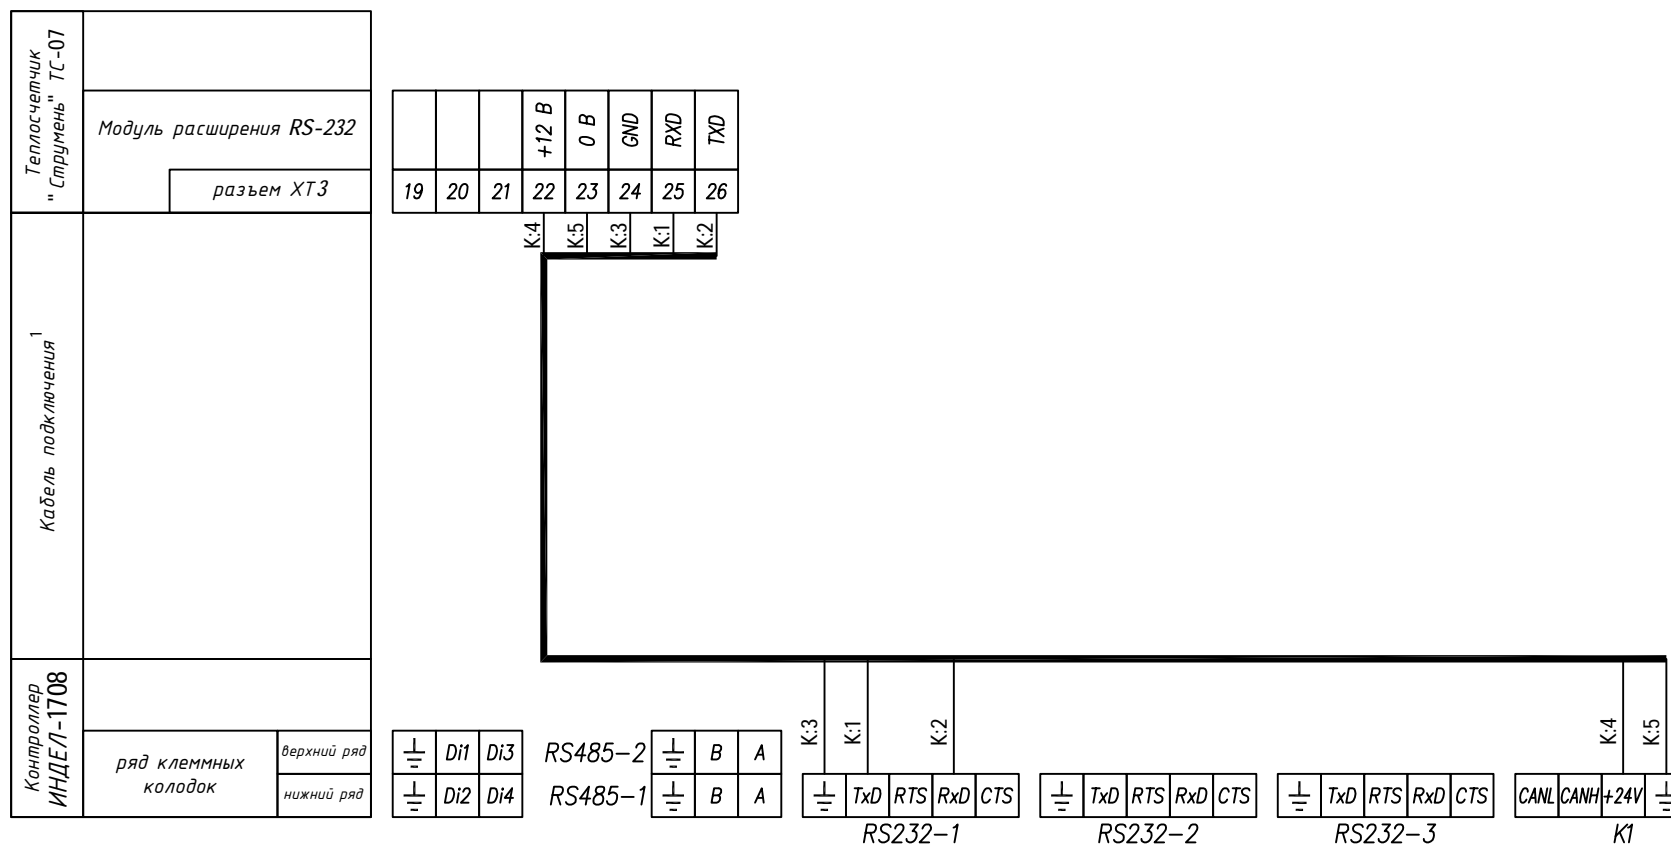 Теплосчетчик
"Струмень" ТС-07
Модуль расширения RS-232
разъем XT3
+12 В
0 В
GND
RXD
TXD
19 20 21 22 23 24 25 26
К:4 К:5 К:3 К:1 К:2
Кабель подключения 1
Контроллер
ИНДЕЛ-1708
ряд клеммных
колодок
верхний ряд
нижний ряд
К:3 К:1 К:2 К:4 К:5
Di1 Di3 RS485-2 B A
Di2 Di4 RS485-1 B A
TxD RTS RxD CTS
TxD RTS RxD CTS
TxD RTS RxD CTS
CANL CANH +24V
RS232-1 RS232-2 RS232-3 К1